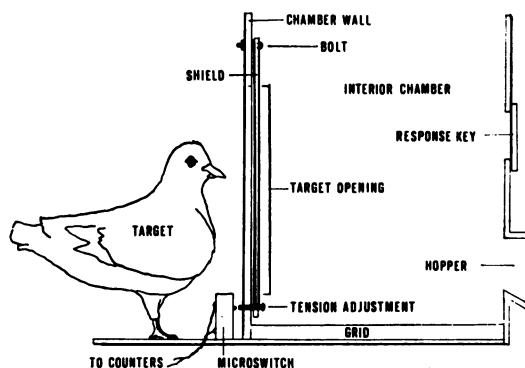 CHAMBER WALL
BOLT
SHIELD
INTERIOR CHAMBER
RESPONSE KEY
TARGET OPENING
TARGET
HOPPER
TENSION ADJUSTMENT
GRID
TO COUNTERS
MICROSWITCH